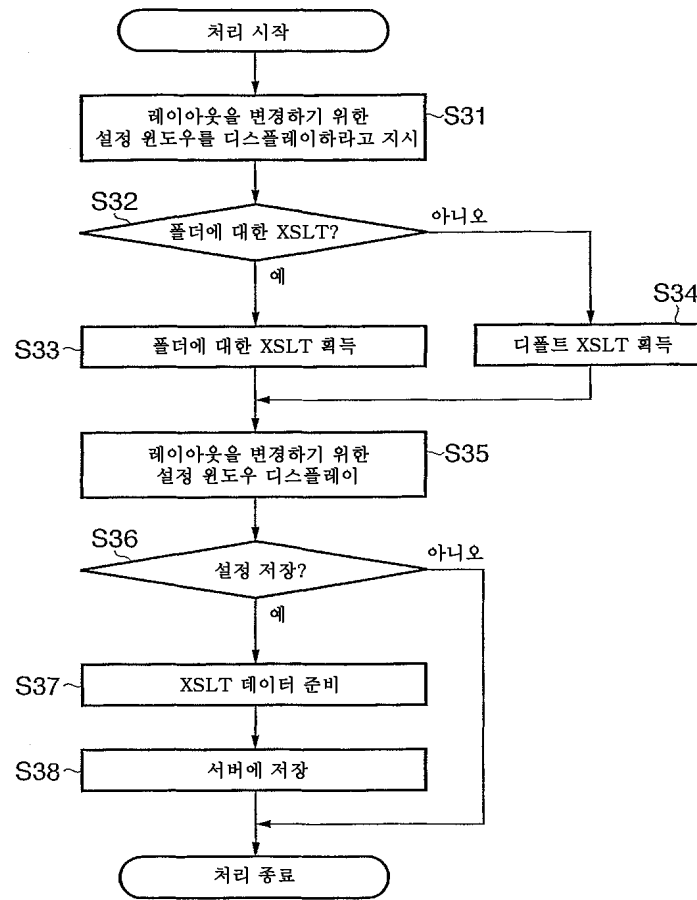 처리 시작
레이아웃을 변경하기 위한
설정 윈도우를 디스플레이하라고 지시
S31
S32
폴더에 대한 XSLT?
아니오
예
S33
폴더에 대한 XSLT 획득
S34
디폴트 XSLT 획득
레이아웃을 변경하기 위한
설정 윈도우 디스플레이
S35
S36
설정 저장?
아니오
예
S37
XSLT 데이터 준비
S38
서버에 저장
처리 종료